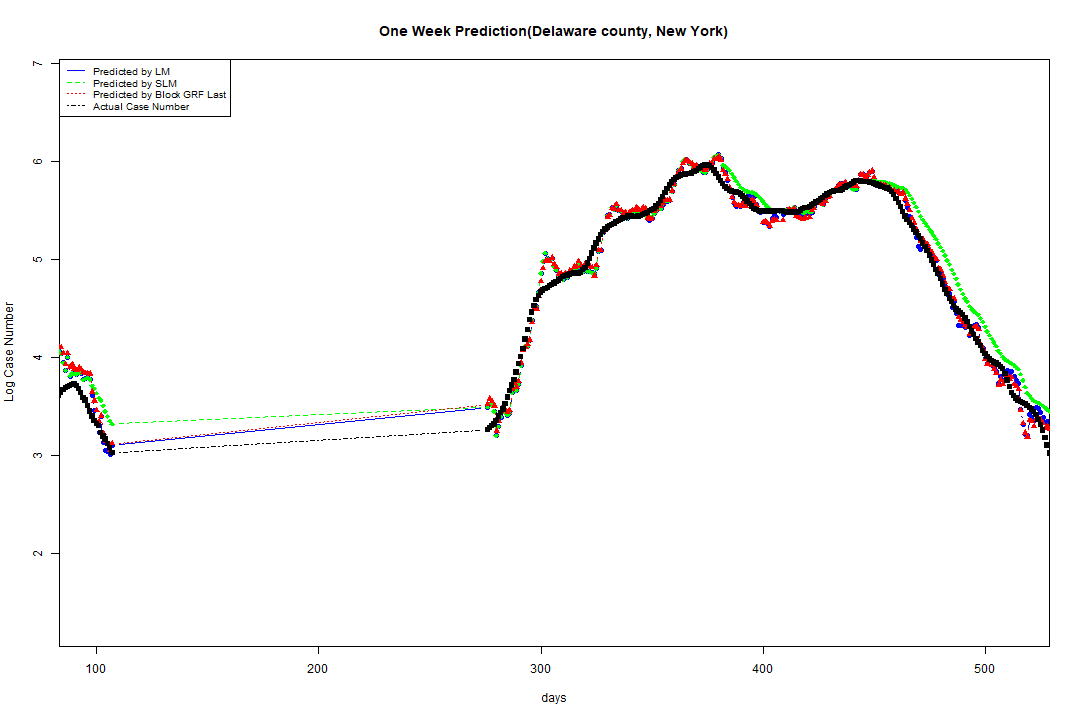 One Week Prediction(Delaware county, New York)
Predicted by LM
Predicted by SLM
Predicted by Block GRF Last
Actual Case Number
Log Case Number
7
6
5
4
3
2
100 200 300 400 500
days